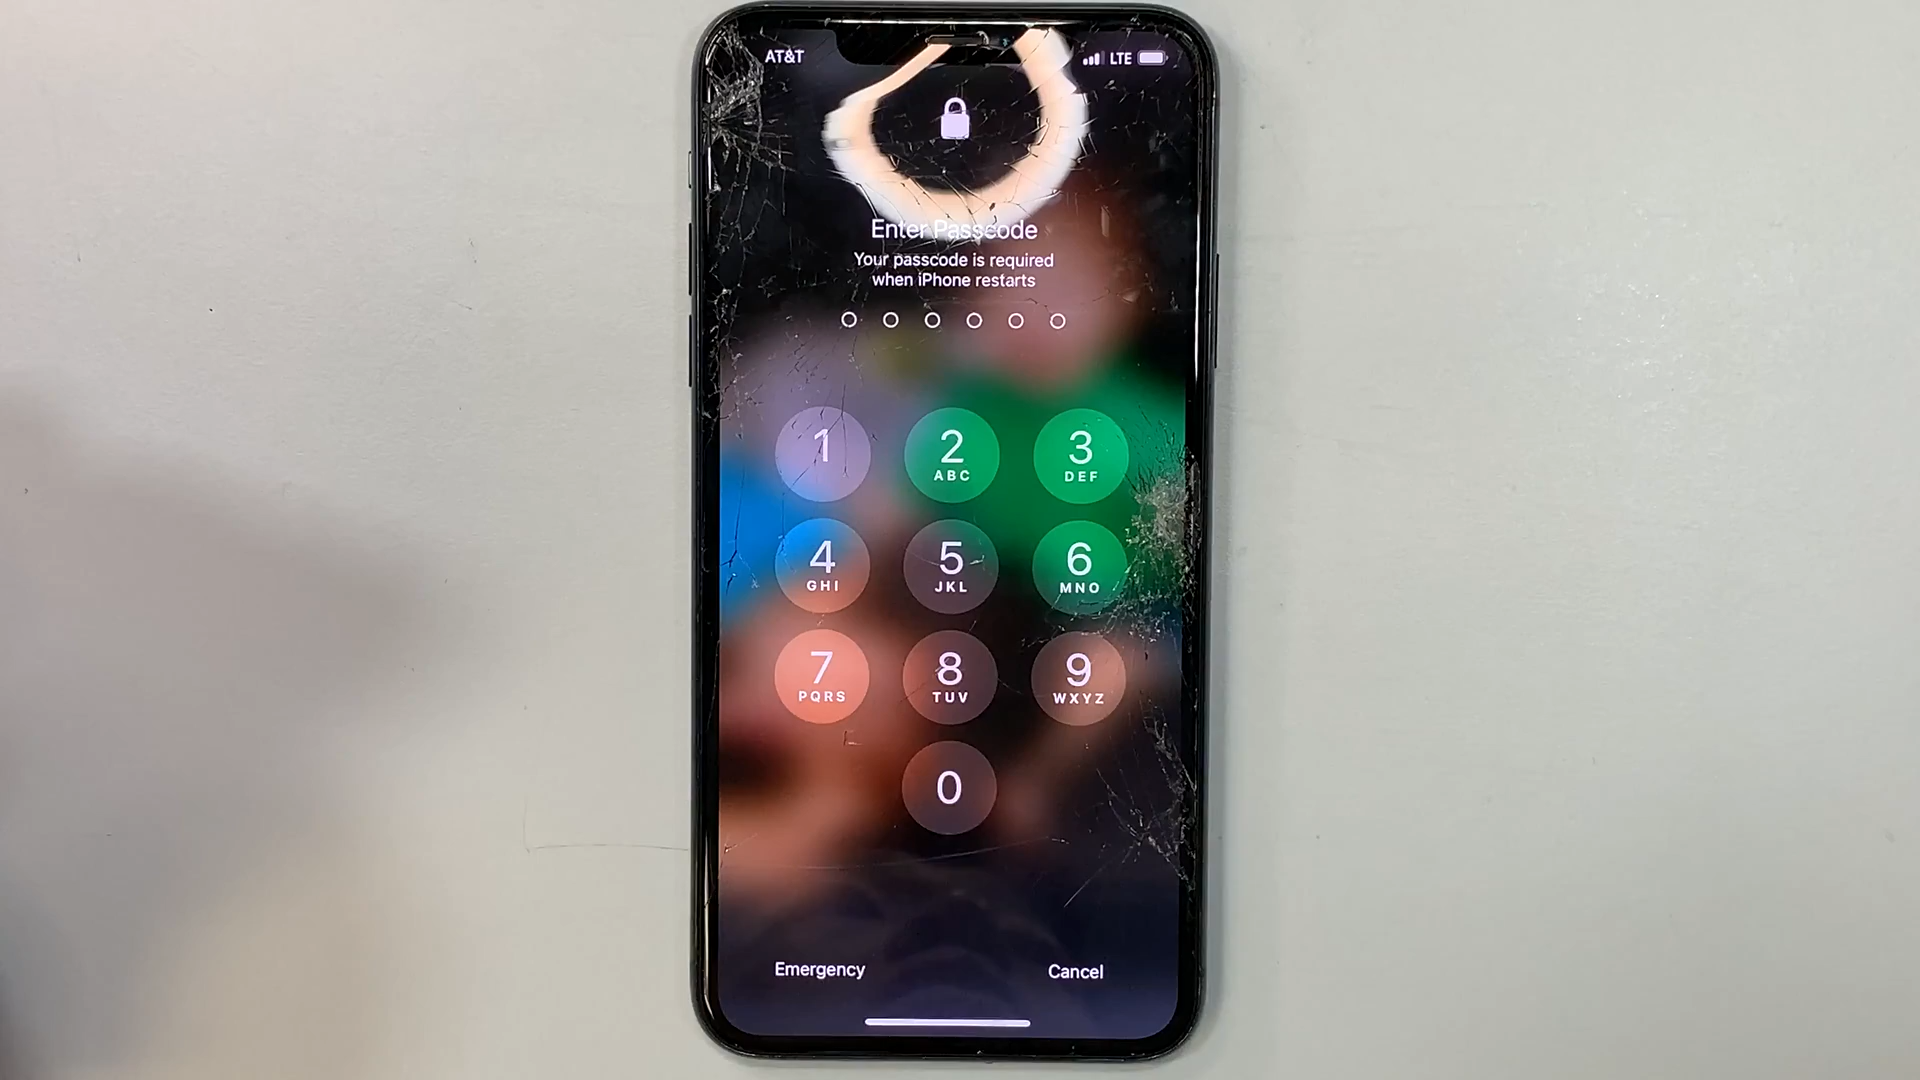 AT&T
LTE
Enter Passcode
Your passcode is required
when iPhone restarts
1
2
ABC
3
DEF
4
GHI
5
JKL
6
MNO
7
PQRS
8
TUV
9
WXYZ
0
Emergency
Cancel